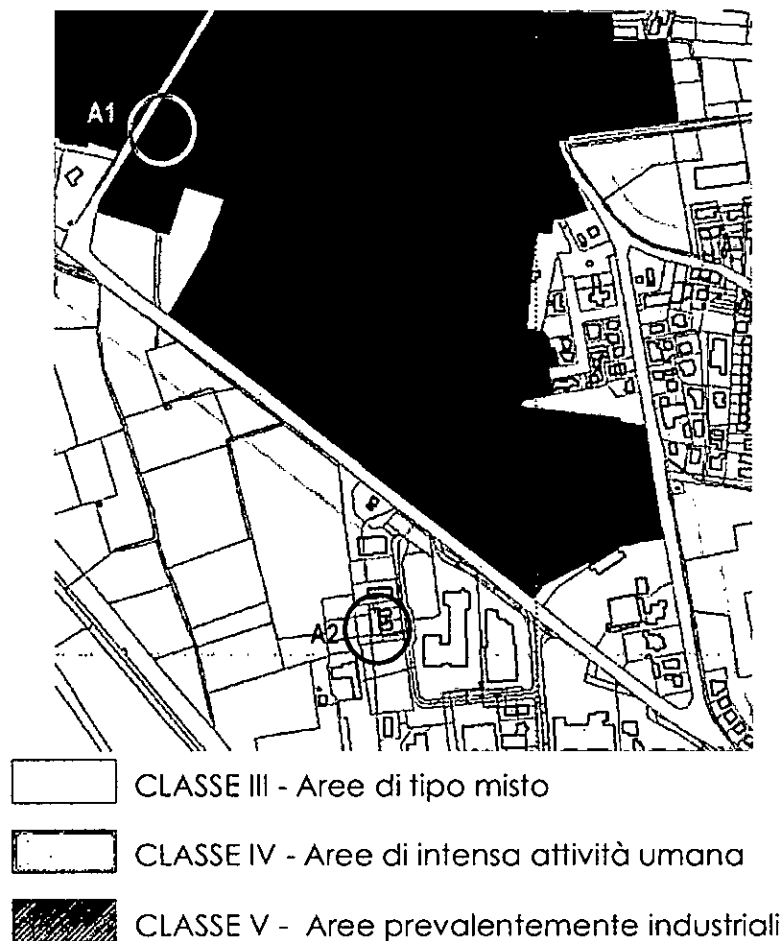 A1
A2
CLASSE III - Aree di tipo misto
CLASSE IV - Aree di intensa attività umana
CLASSE V - Aree prevalentemente industriali